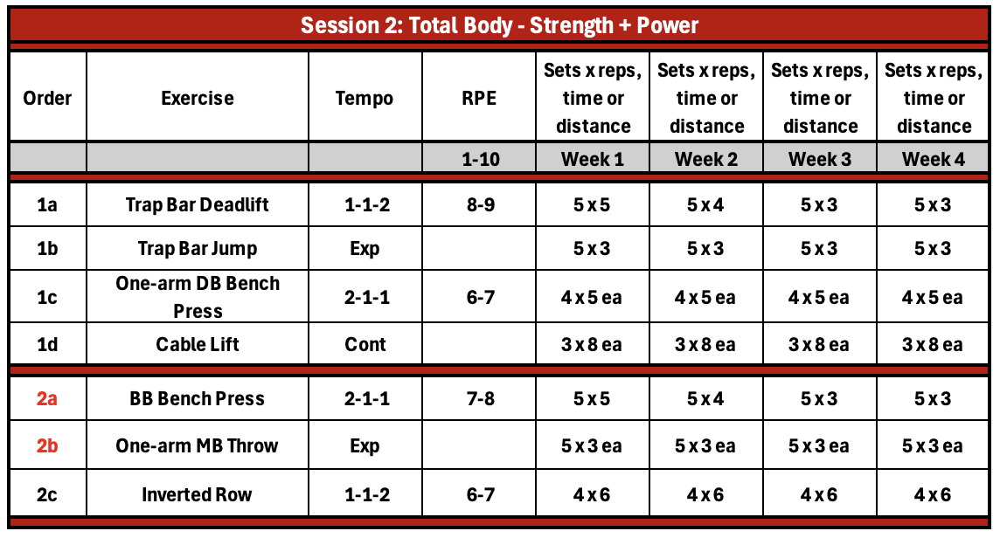 Session 2: Total Body - Strength + Power
Order Exercise Tempo RPE Sets x reps, time or distance Sets x reps, time or distance Sets x reps, time or distance Sets x reps, time or distance
1-10 Week 1 Week 2 Week 3 Week 4
1a Trap Bar Deadlift 1-1-2 8-9 5 x 5 5 x 4 5 x 3 5 x 3
1b Trap Bar Jump Exp 5 x 3 5 x 3 5 x 3 5 x 3
1c One-arm DB Bench Press 2-1-1 6-7 4 x 5 ea 4 x 5 ea 4 x 5 ea 4 x 5 ea
1d Cable Lift Cont 3 x 8 ea 3 x 8 ea 3 x 8 ea 3 x 8 ea
2a BB Bench Press 2-1-1 7-8 5 x 5 5 x 4 5 x 3 5 x 3
2b One-arm MB Throw Exp 5 x 3 ea 5 x 3 ea 5 x 3 ea 5 x 3 ea
2c Inverted Row 1-1-2 6-7 4 x 6 4 x 6 4 x 6 4 x 6